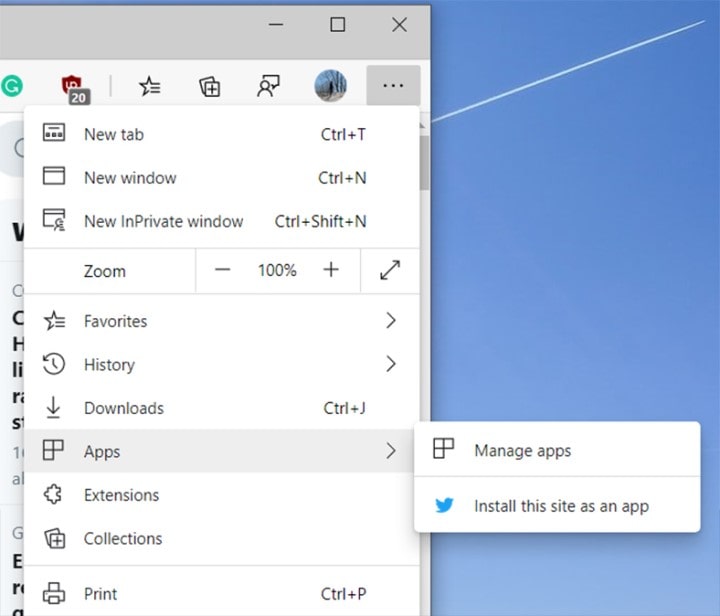 20
New tab Ctrl+T
New window Ctrl+N
New InPrivate window Ctrl+Shift+N
Zoom 100%
Favorites
History
Downloads Ctrl+J
Apps
Manage apps
Extensions
Install this site as an app
Collections
Print Ctrl+P